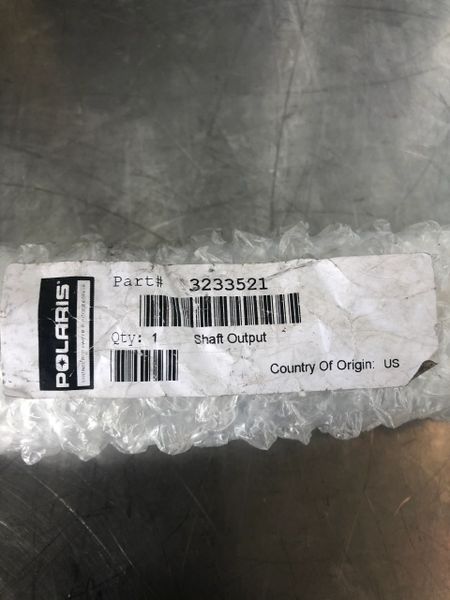 POLARIS
Part# 3233521
Qty: 1 Shaft Output
Country Of Origin: US